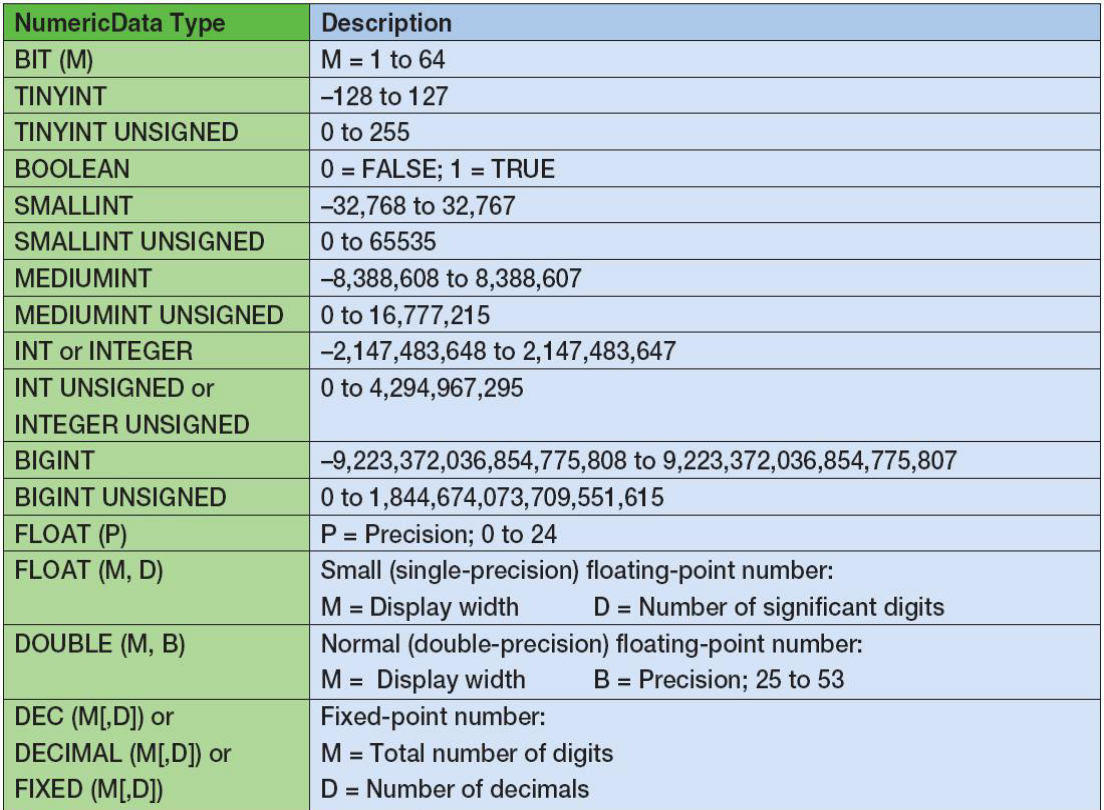 NumericData Type Description
BIT (M) M = 1 to 64
TINYINT –128 to 127
TINYINT UNSIGNED 0 to 255
BOOLEAN 0 = FALSE; 1 = TRUE
SMALLINT –32,768 to 32,767
SMALLINT UNSIGNED 0 to 65535
MEDIUMINT –8,388,608 to 8,388,607
MEDIUMINT UNSIGNED 0 to 16,777,215
INT or INTEGER –2,147,483,648 to 2,147,483,647
INT UNSIGNED or 0 to 4,294,967,295
INTEGER UNSIGNED
BIGINT –9,223,372,036,854,775,808 to 9,223,372,036,854,775,807
BIGINT UNSIGNED 0 to 1,844,674,073,709,551,615
FLOAT (P) P = Precision; 0 to 24
FLOAT (M, D) Small (single-precision) floating-point number:
M = Display width D = Number of significant digits
DOUBLE (M, B) Normal (double-precision) floating-point number:
M = Display width B = Precision; 25 to 53
DEC (M[,D]) or Fixed-point number:
DECIMAL (M[,D]) or M = Total number of digits
FIXED (M[,D]) D = Number of decimals